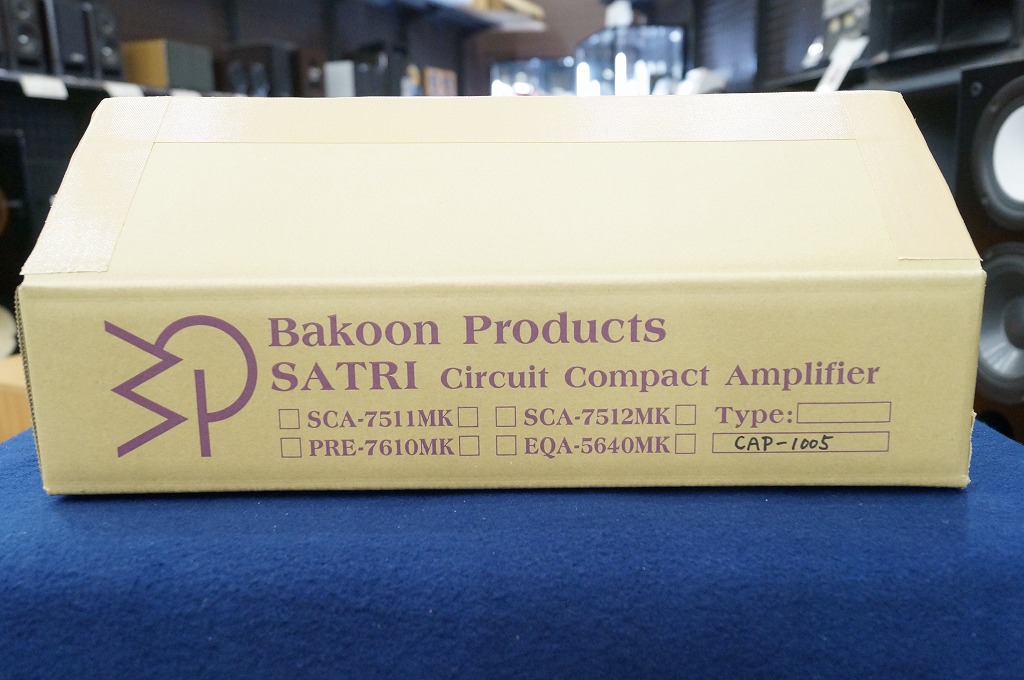 Bakoon Products
SATRI Circuit Compact Amplifier
□ SCA-7511MK□ □ SCA-7512MK□ Type:
□ PRE-7610MK□ □ EQA-5640MK□ CAP-1005